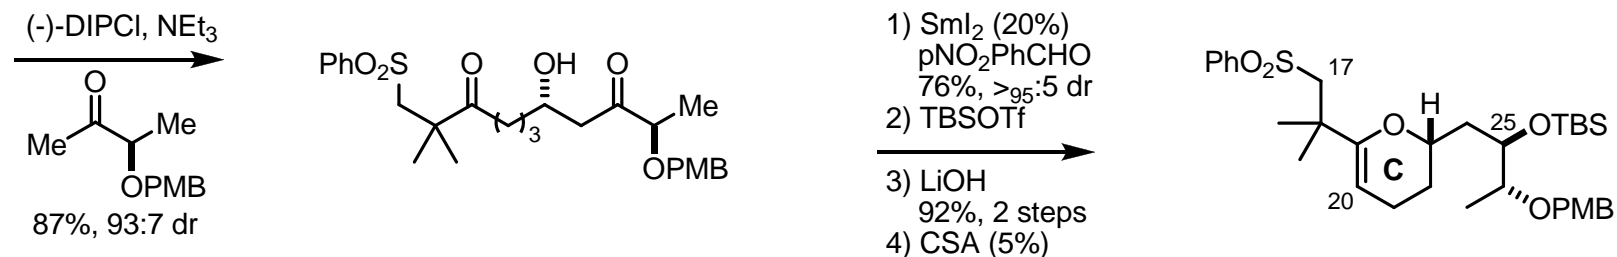 (-)-DIPCl, NEt3
O
Me
Me
OPMB
87%, 93:7 dr
PhO2S
O
OH
O
Me
( )3
OPMB
1) SmI2 (20%)
pNO2PhCHO
76%, >95:5 dr
2) TBSOTf
3) LiOH
92%, 2 steps
4) CSA (5%)
PhO2S
17
H
O
25
OTBS
C
20
OPMB